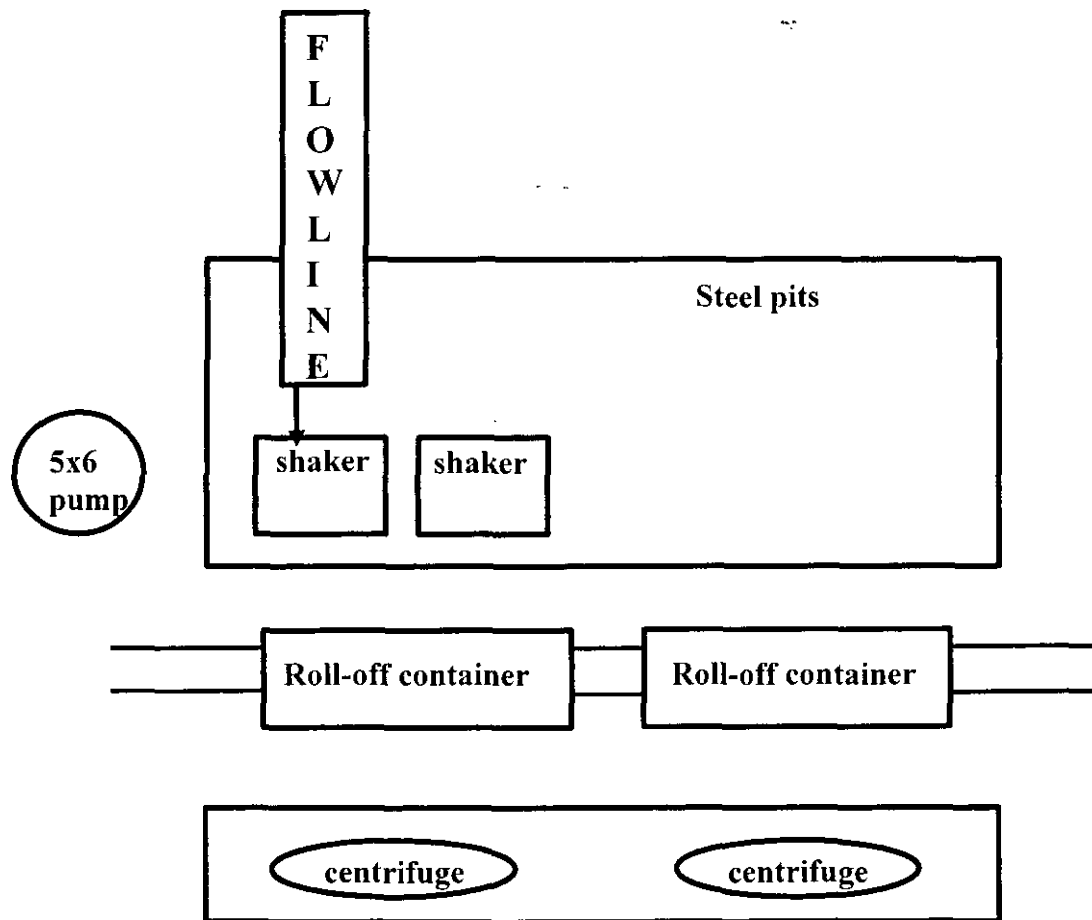 F
L
O
W
L
I
N
E
Steel pits
5x6
pump
shaker
shaker
Roll-off container
Roll-off container
centrifuge
centrifuge